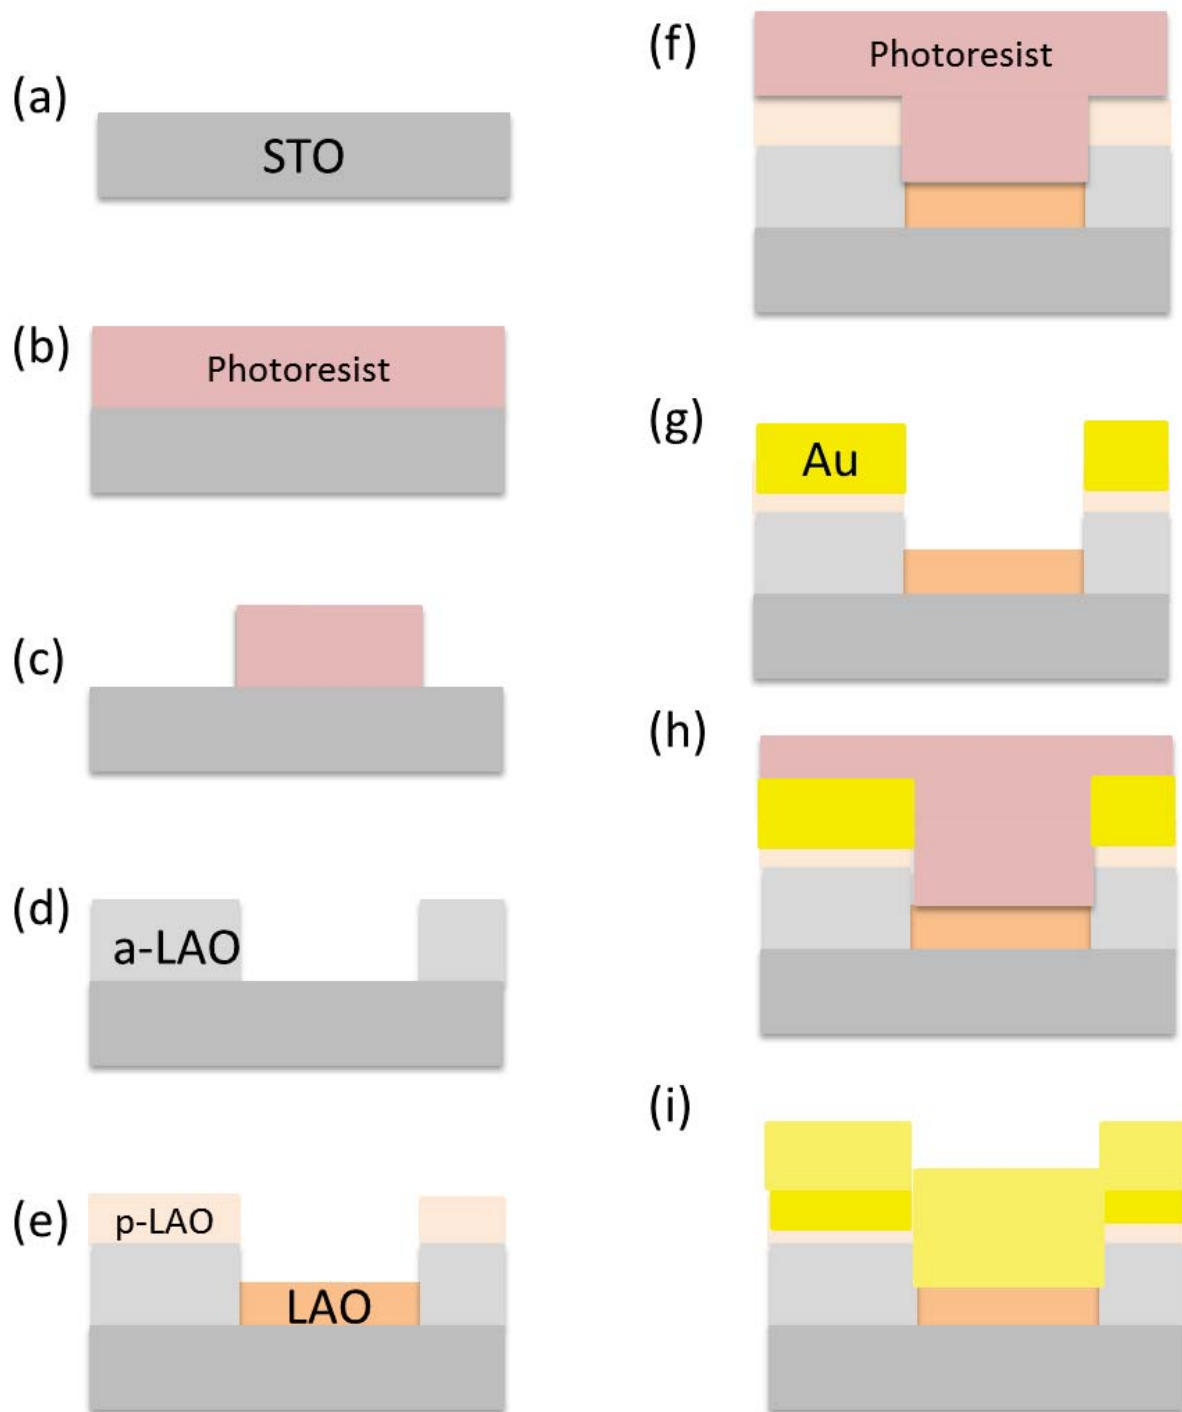 (a)
STO
(b)
Photoresist
(c)
(d)
a-LAO
(e)
p-LAO
LAO
(f)
Photoresist
(g)
Au
(h)
(i)